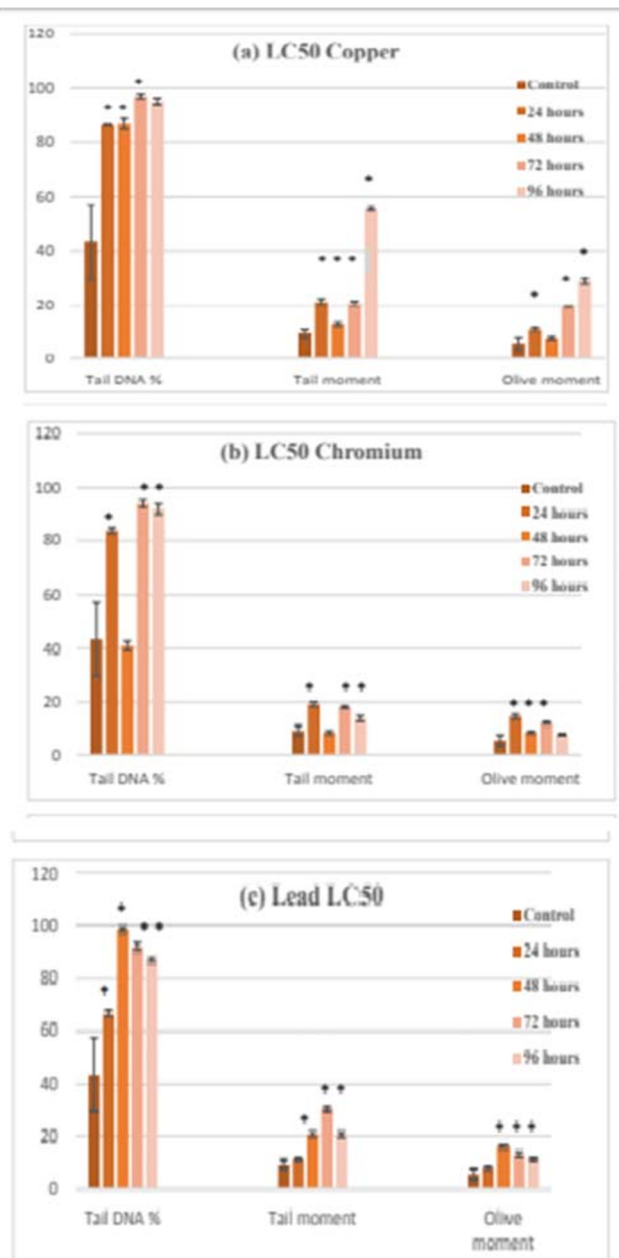 120
(a) LC50 Copper
100
80
60
40
20
0
Control
24 hours
48 hours
72 hours
96 hours
Tail DNA %
Tail moment
Olive moment
120
(b) LC50 Chromium
100
80
60
40
20
0
Control
24 hours
48 hours
72 hours
96 hours
Tail DNA %
Tail moment
Olive moment
120
(c) Lead LC50
100
80
60
40
20
0
Control
24 hours
48 hours
72 hours
96 hours
Tail DNA %
Tail moment
Olive
moment